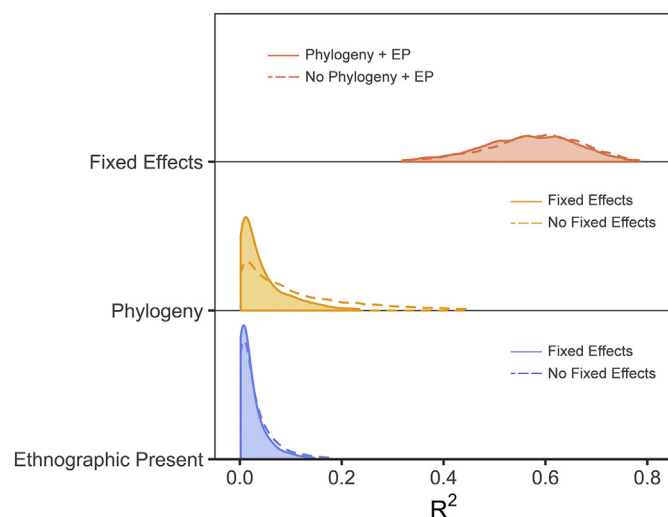 Phylogeny + EP
No Phylogeny + EP
Fixed Effects
Fixed Effects
No Fixed Effects
Phylogeny
Fixed Effects
No Fixed Effects
Ethnographic Present
0.0 0.2 0.4 0.6 0.8
R²